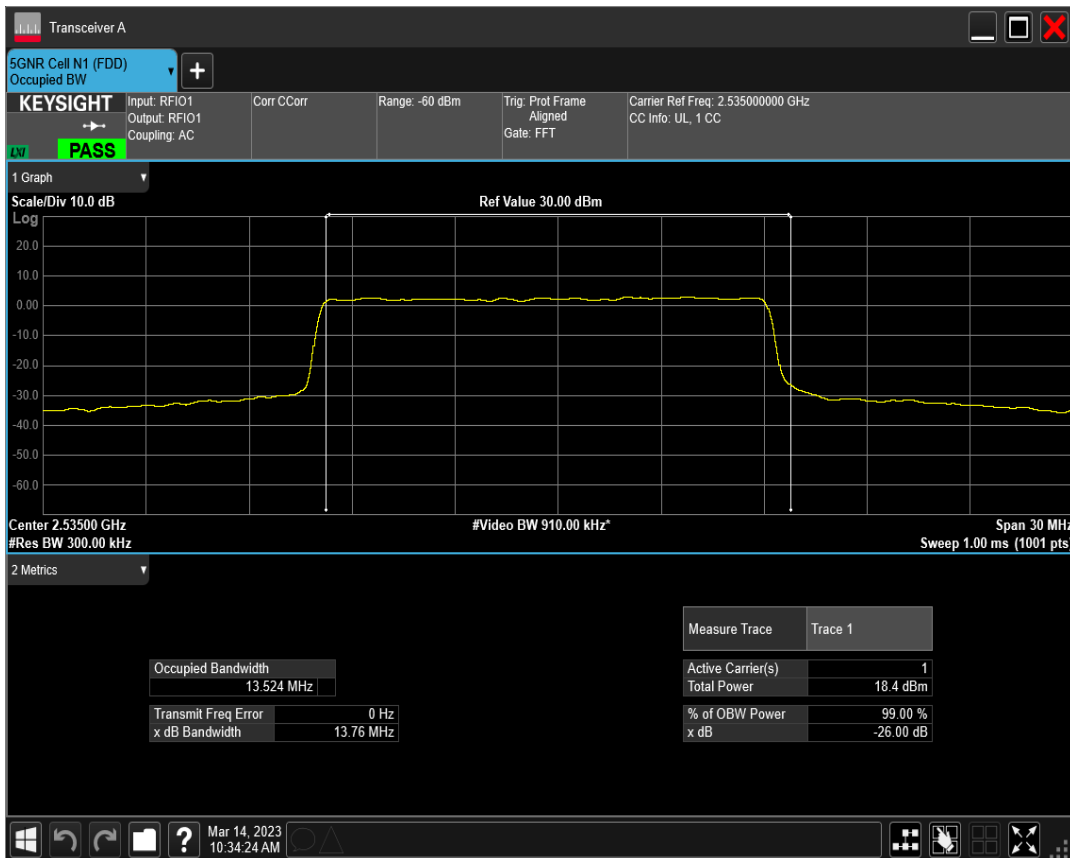 Transceiver A
5GNR Cell N1 (FDD)
Occupied BW
+
KEYSIGHT
LXI
PASS
Input: RFIO1
Output: RFIO1
Coupling: AC
Corr CCorr
Range: -60 dBm
Trig: Prot Frame
Aligned
Gate: FFT
Carrier Ref Freq: 2.535000000 GHz
CC Info: UL, 1 CC
1 Graph
Scale/Div 10.0 dB
Ref Value 30.00 dBm
Log
20.0
10.0
0.00
-10.0
-20.0
-30.0
-40.0
-50.0
-60.0
Center 2.53500 GHz
#Video BW 910.00 kHz*
Span 30 MHz
#Res BW 300.00 kHz
Sweep 1.00 ms (1001 pts)
2 Metrics
Measure Trace
Trace 1
Occupied Bandwidth
13.524 MHz
Active Carrier(s) 1
Total Power 18.4 dBm
Transmit Freq Error 0 Hz
x dB Bandwidth 13.76 MHz
% of OBW Power 99.00 %
x dB -26.00 dB
?
Mar 14, 2023
10:34:24 AM